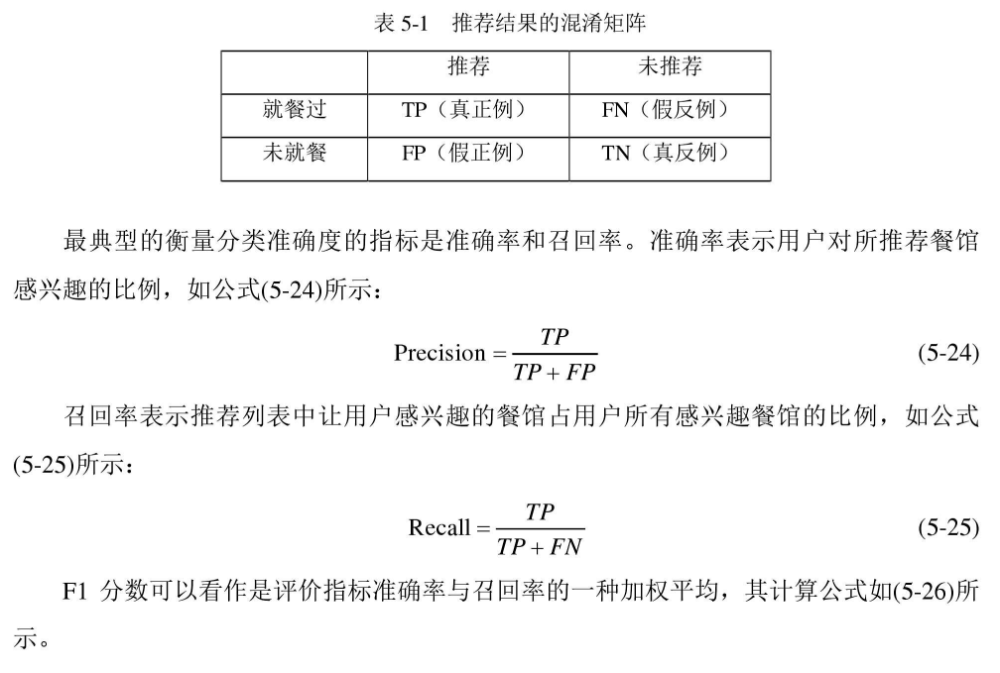 表 5-1 推荐结果的混淆矩阵
推荐 未推荐
就餐过 TP（真正例） FN（假反例）
未就餐 FP（假正例） TN（真反例）
最典型的衡量分类准确度的指标是准确率和召回率。准确率表示用户对所推荐餐馆
感兴趣的比例，如公式(5-24)所示：
Precision = TP / (TP + FP) (5-24)
召回率表示推荐列表中让用户感兴趣的餐馆占用户所有感兴趣餐馆的比例，如公式
(5-25)所示：
Recall = TP / (TP + FN) (5-25)
F1 分数可以看作是评价指标准确率与召回率的一种加权平均，其计算公式如(5-26)所
示。